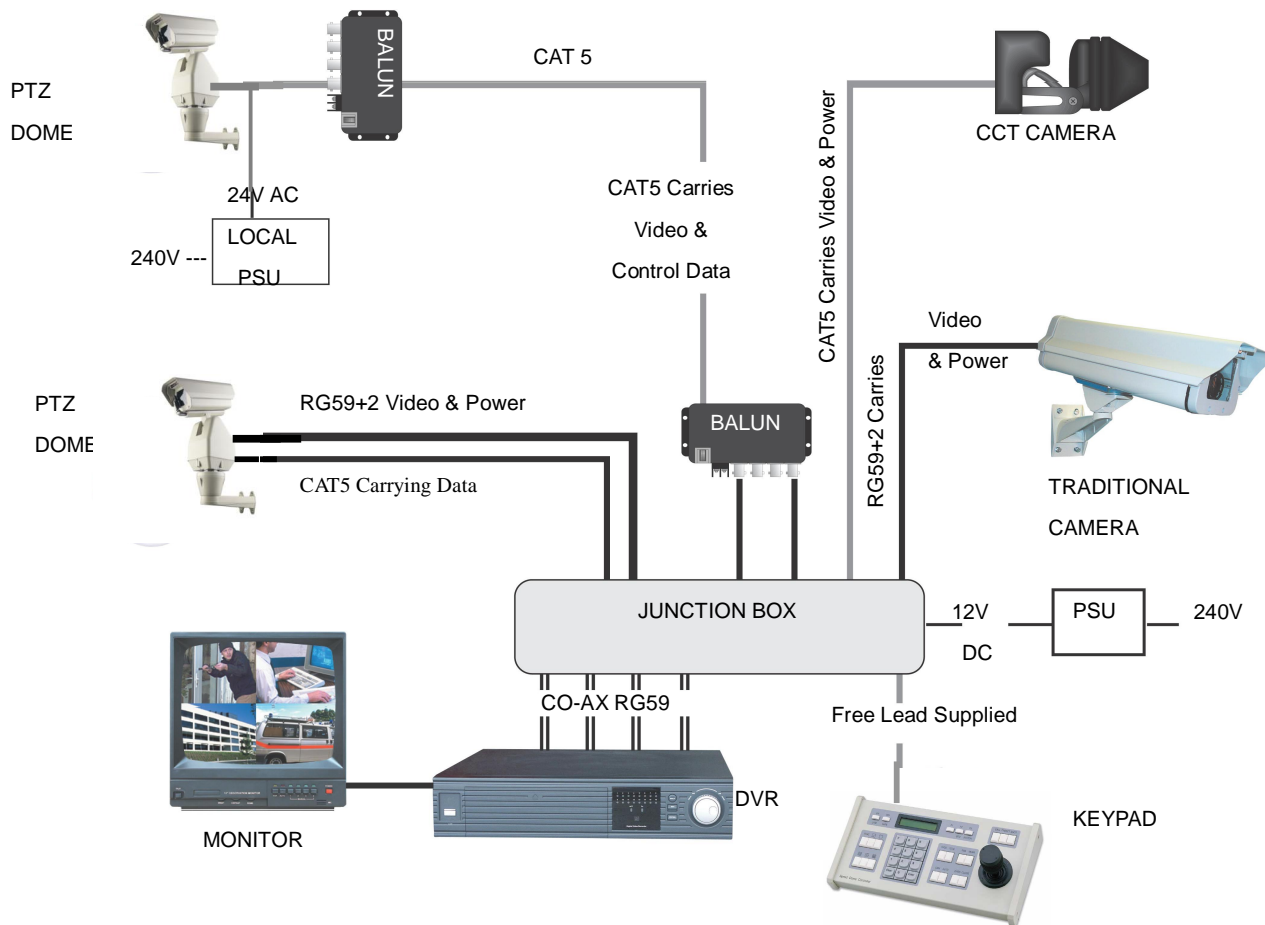 BALUN
CAT 5
PTZ
DOME
CCT CAMERA
24V AC
LOCAL
PSU
240V ---
CAT5 Carries
Video &
Control Data
CAT5 Carries Video & Power
RG59+2 Carries
Video
& Power
PTZ
DOME
RG59+2 Video & Power
CAT5 Carrying Data
BALUN
TRADITIONAL
CAMERA
JUNCTION BOX
12V
DC
PSU
240V
CO-AX RG59
Free Lead Supplied
DVR
MONITOR
KEYPAD